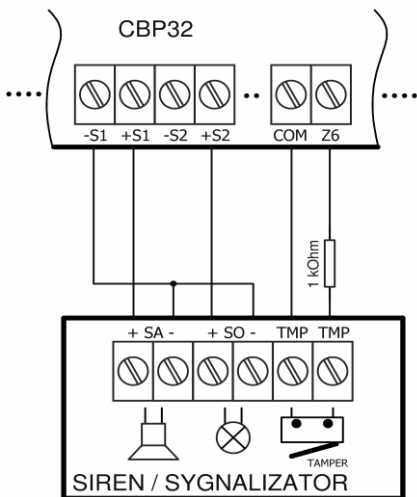 CBP32
-S1 +S1 -S2 +S2 COM Z6
1 kOhm
+ SA - + SO - TMP TMP
TAMPER
SIREN / SYGNALIZATOR